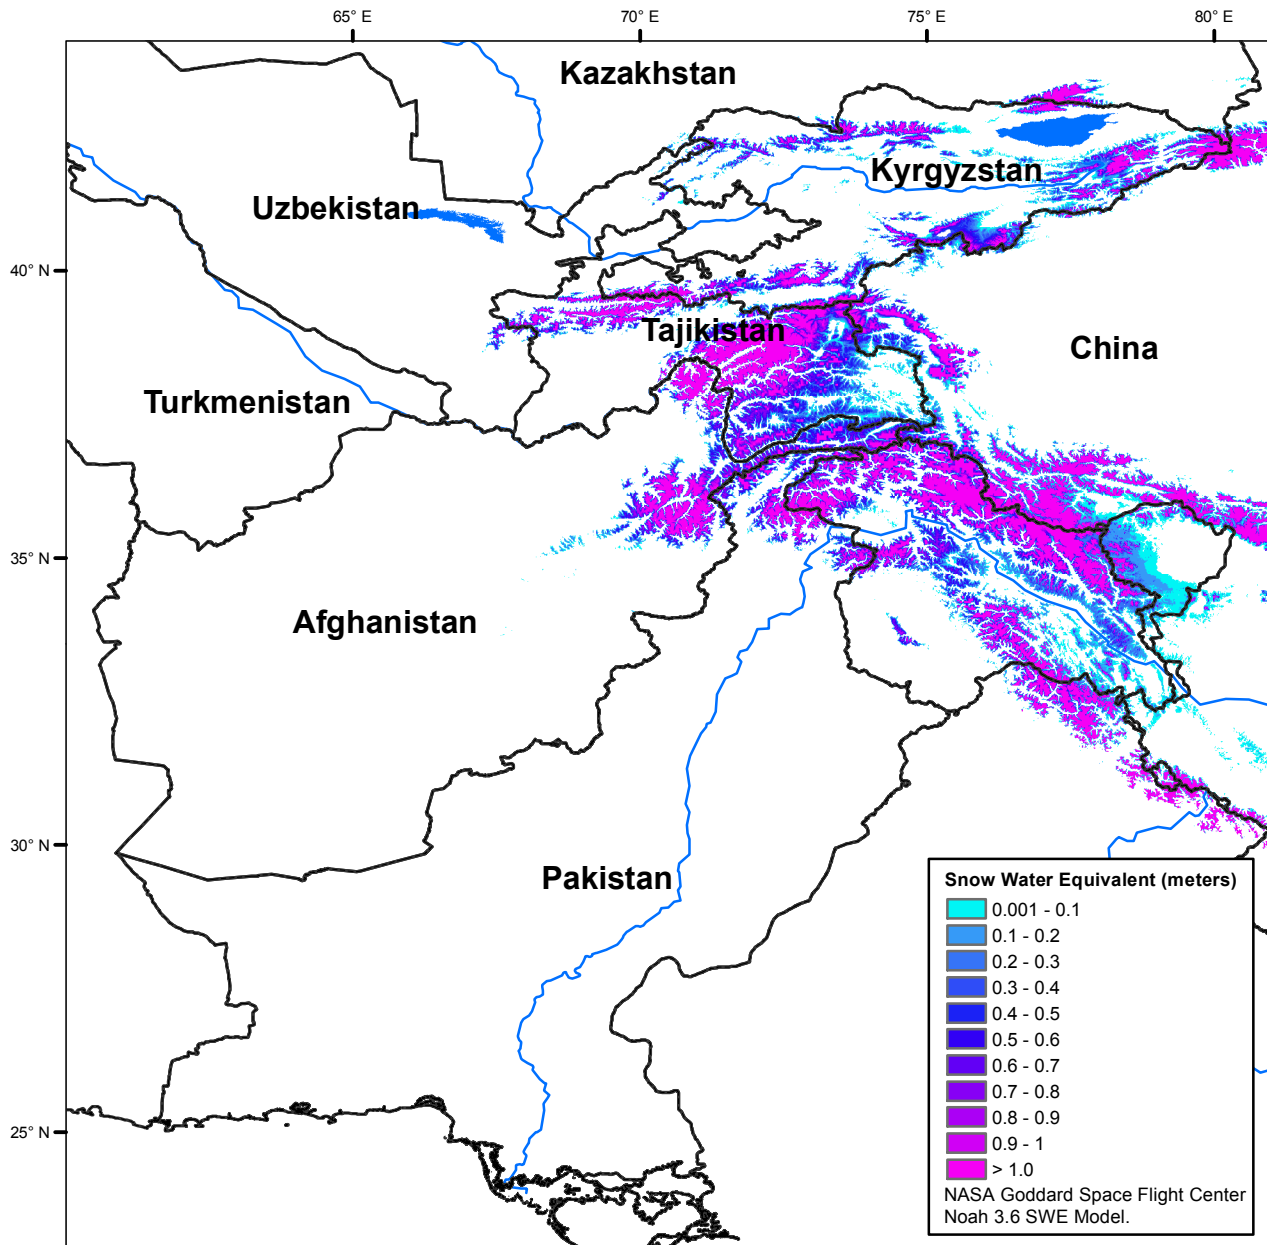 65° E
70° E
75° E
80° E
Kazakhstan
Kyrgyzstan
Uzbekistan
40° N
Tajikistan
China
Turkmenistan
35° N
Afghanistan
30° N
Pakistan
25° N
Snow Water Equivalent (meters)
0.001 - 0.1
0.1 - 0.2
0.2 - 0.3
0.3 - 0.4
0.4 - 0.5
0.5 - 0.6
0.6 - 0.7
0.7 - 0.8
0.8 - 0.9
0.9 - 1
> 1.0
NASA Goddard Space Flight Center
Noah 3.6 SWE Model.